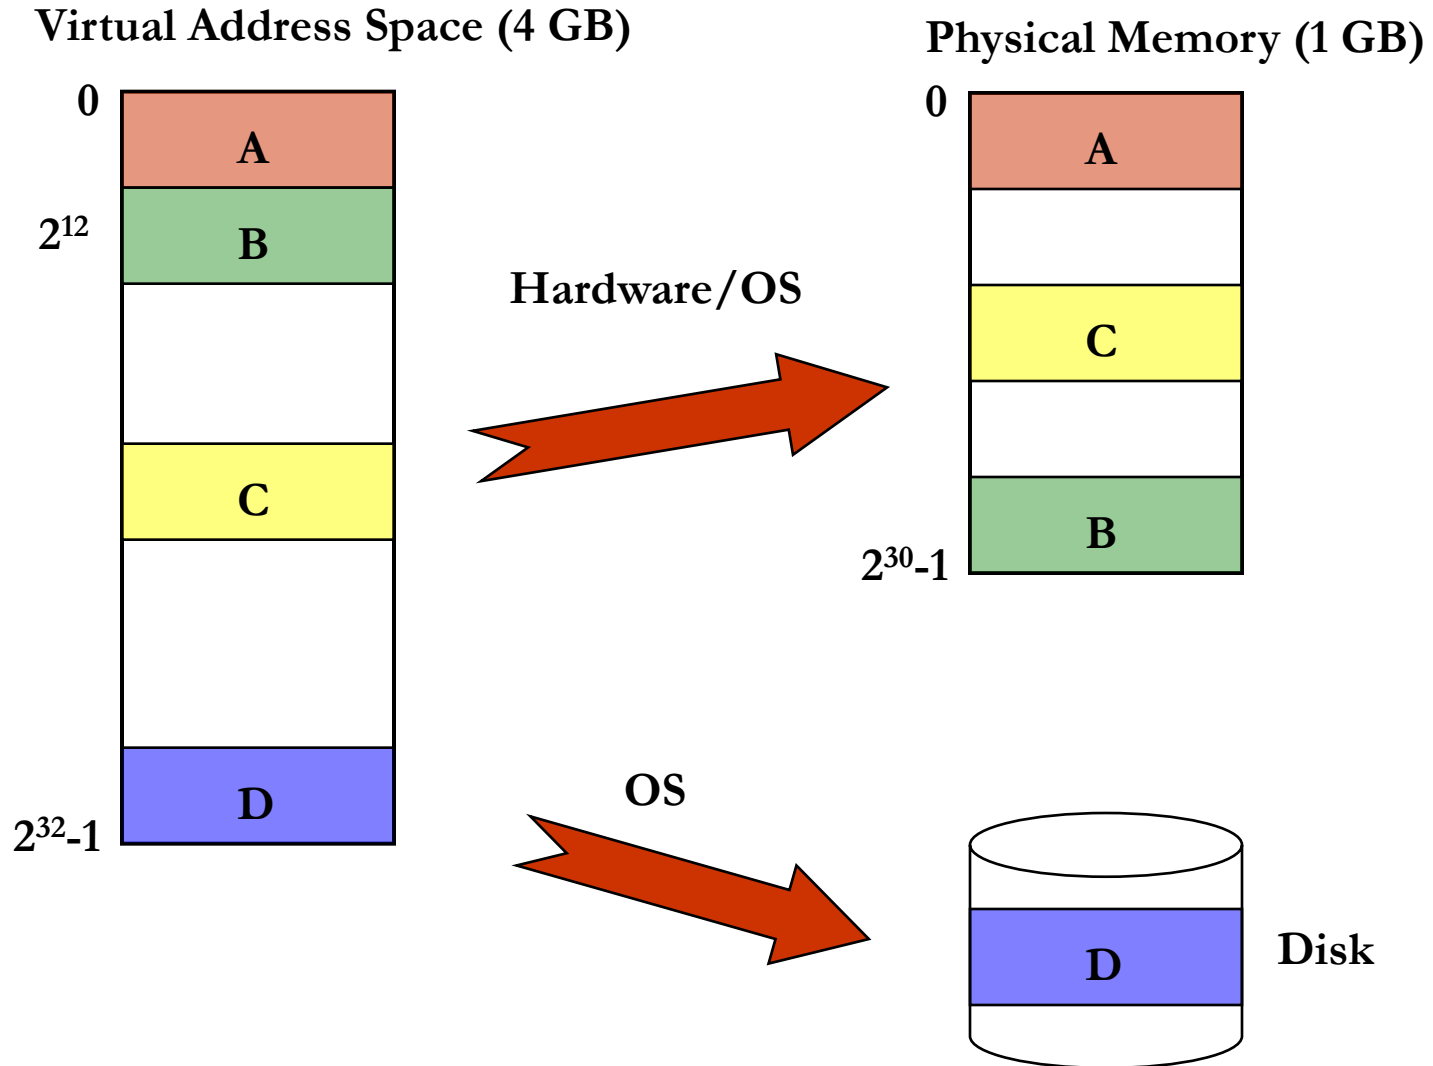 Virtual Address Space (4 GB)
0
A
2¹²
B
C
D
2³²-1
Hardware/OS
OS
Physical Memory (1 GB)
0
A
C
B
2³⁰-1
D
Disk